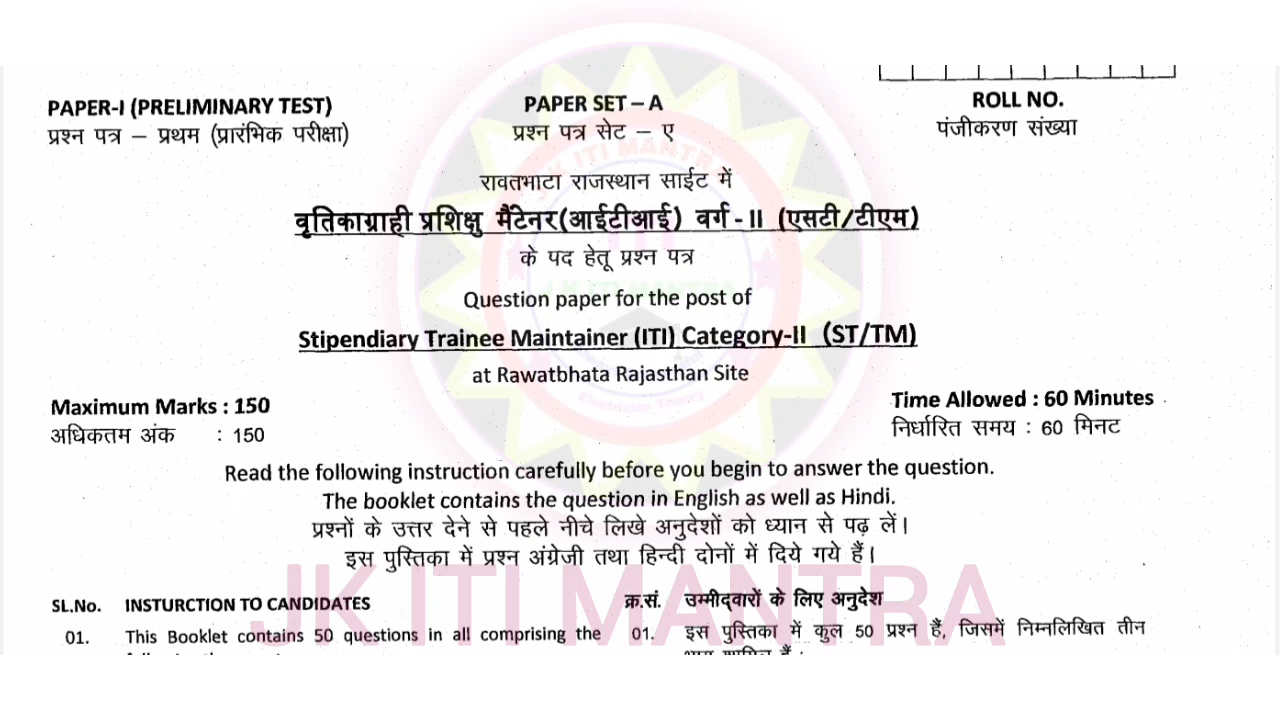 PAPER-I (PRELIMINARY TEST) PAPER SET – A ROLL NO.
प्रश्न पत्र – प्रथम (प्रारंभिक परीक्षा) प्रश्न पत्र सेट – ए पंजीकरण संख्या
रावतभाटा राजस्थान साईट में
वृतिकाग्राही प्रशिक्षु मैंटेनर(आईटीआई) वर्ग - II (एसटी/टीएम)
के पद हेतू प्रश्न पत्र
Question paper for the post of
Stipendiary Trainee Maintainer (ITI) Category-II (ST/TM)
at Rawatbhata Rajasthan Site
Maximum Marks : 150 Time Allowed : 60 Minutes
अधिकतम अंक : 150 निर्धारित समय : 60 मिनट
Read the following instruction carefully before you begin to answer the question.
The booklet contains the question in English as well as Hindi.
प्रश्नों के उत्तर देने से पहले नीचे लिखे अनुदेशों को ध्यान से पढ़ लें।
इस पुस्तिका में प्रश्न अंग्रेजी तथा हिन्दी दोनों में दिये गये हैं।
JK ITI MANTRA
SL.No. INSTURCTION TO CANDIDATES क्र.सं. उम्मीदवारों के लिए अनुदेश
01. This Booklet contains 50 questions in all comprising the 01. इस पुस्तिका में कुल 50 प्रश्न हैं, जिसमें निम्नलिखित तीन